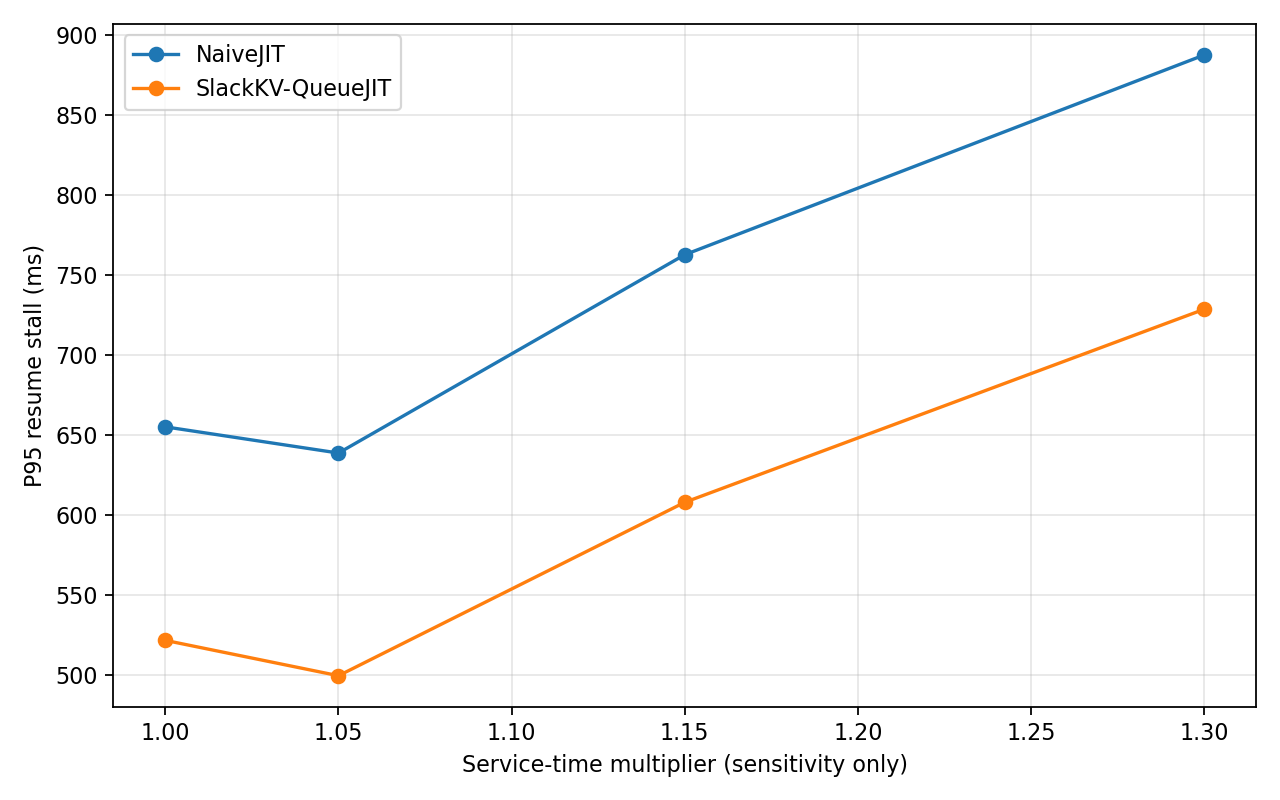 NaiveJIT
SlackKV-QueueJIT
P95 resume stall (ms)
900
850
800
750
700
650
600
550
500
1.00 1.05 1.10 1.15 1.20 1.25 1.30
Service-time multiplier (sensitivity only)